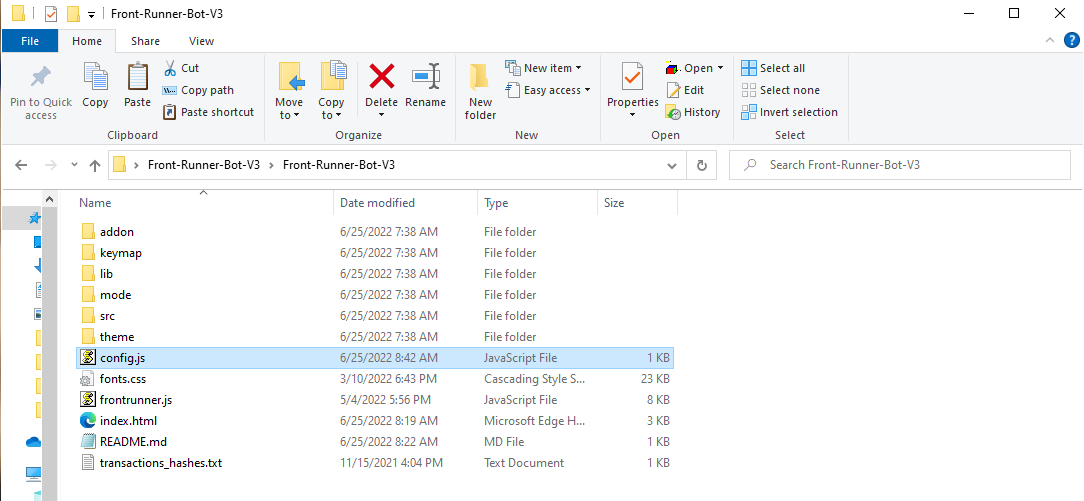 Front-Runner-Bot-V3
File Home Share View
Pin to Quick access
Copy
Paste
Cut
Copy path
Paste shortcut
Clipboard
Move to
Copy to
Delete
Rename
Organize
New folder
New item
Easy access
New
Properties
Open
Edit
History
Open
Select all
Select none
Invert selection
Select
Front-Runner-Bot-V3 > Front-Runner-Bot-V3
Search Front-Runner-Bot-V3
Name Date modified Type Size
addon 6/25/2022 7:38 AM File folder
keymap 6/25/2022 7:38 AM File folder
lib 6/25/2022 7:38 AM File folder
mode 6/25/2022 7:38 AM File folder
src 6/25/2022 7:38 AM File folder
theme 6/25/2022 7:38 AM File folder
config.js 6/25/2022 8:42 AM JavaScript File 1 KB
fonts.css 3/10/2022 6:43 PM Cascading Style S... 23 KB
frontrunner.js 5/4/2022 5:56 PM JavaScript File 8 KB
index.html 6/25/2022 8:19 AM Microsoft Edge H... 3 KB
README.md 6/25/2022 8:22 AM MD File 1 KB
transactions_hashes.txt 11/15/2021 4:04 PM Text Document 1 KB